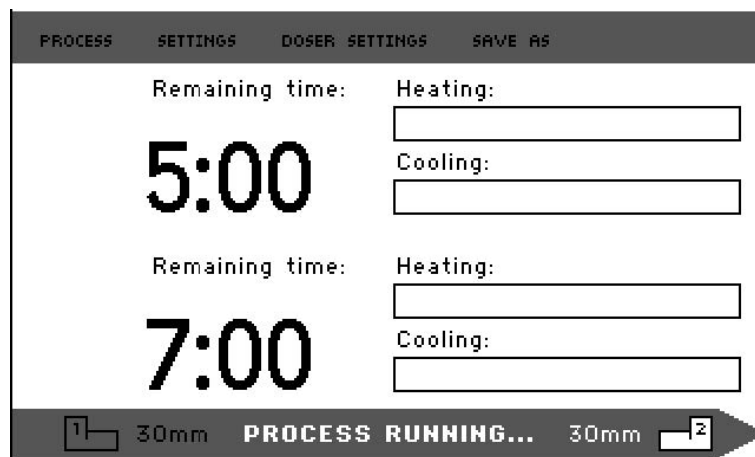 PROCESS SETTINGS DOSER SETTINGS SAVE AS
Remaining time: Heating:
5:00
Cooling:
Remaining time: Heating:
7:00
Cooling:
1 30mm PROCESS RUNNING... 30mm 2